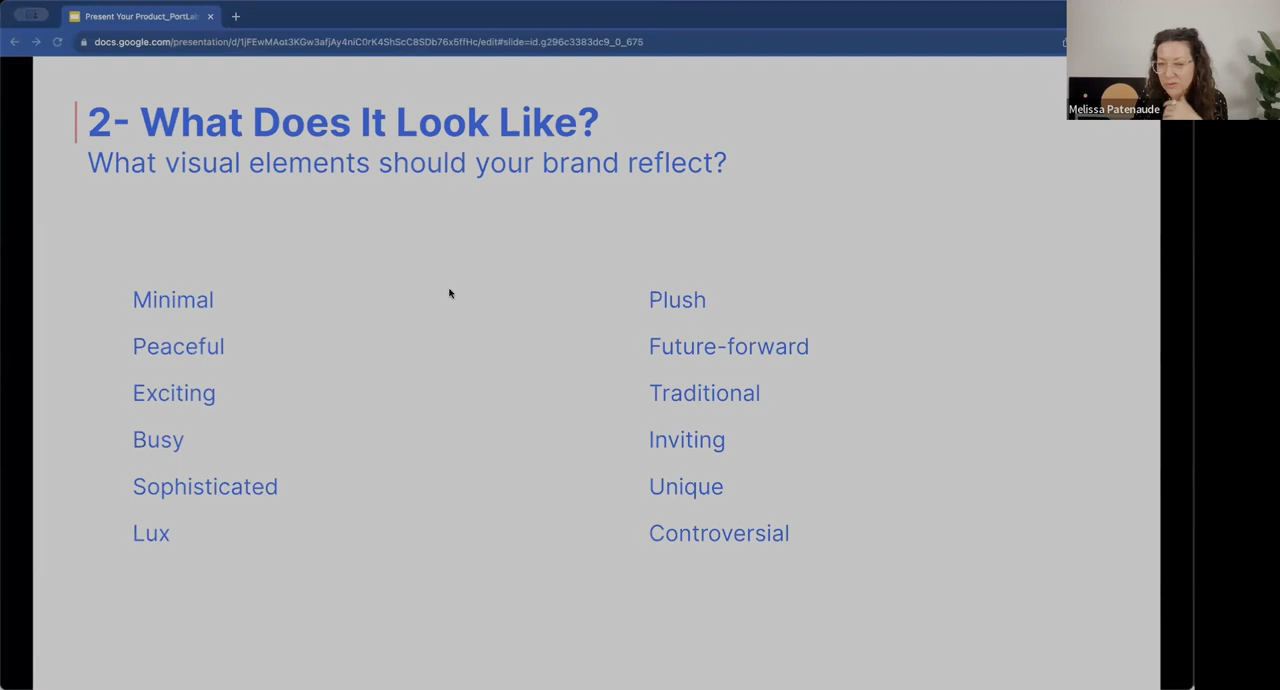 Present Your Product_PortLa
docs.google.com/presentation/d/1jFEwMAot3KGw3afjAy4niC0rK4ShScC8SDb76x5ffHc/edit#slide=id.g296c3383dc9_0_675
Melissa Patenaude
2- What Does It Look Like?
What visual elements should your brand reflect?
Minimal
Peaceful
Exciting
Busy
Sophisticated
Lux
Plush
Future-forward
Traditional
Inviting
Unique
Controversial